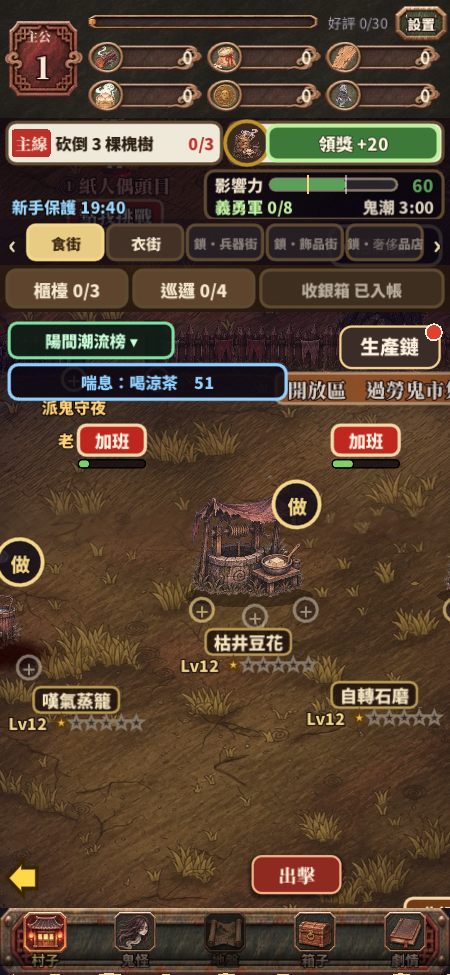 主公
1
好評 0/30
設置
0
0
0
0
0
0
主線 砍倒 3 棵槐樹 0/3
領獎 +20
紙人偶頭目
影響力 60
新手保護 19:40
義勇軍 0/8
鬼潮 3:00
‹ 食街
衣街
鎖·兵器街
鎖·飾品街
鎖·奢侈品店 ›
櫃檯 0/3
巡邏 0/4
收銀箱 已入帳
陽間潮流榜 ▾
生產鏈
喘息：喝涼茶 51
開放區 過勞鬼市
派鬼守夜
老
加班
加班
做
做
枯井豆花
Lv12
嘆氣蒸籠
Lv12
自轉石磨
Lv12
出擊
村子
鬼怪
地盤
箱子
劇情